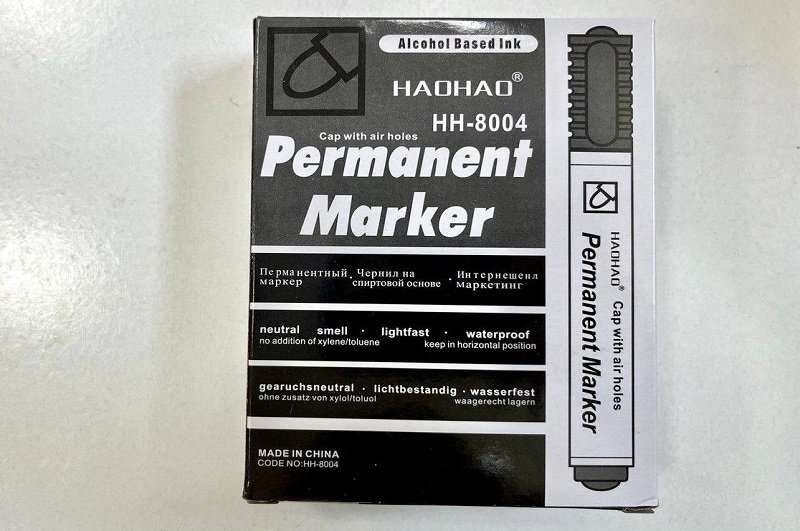 Alcohol Based Ink
HAOHAO®
HH-8004
Cap with air holes
Permanent
Marker
Перманентный · Чернил на · Интернешенл
маркер спиртовой основе маркетинг
neutral smell · lightfast · waterproof
no addition of xylene/toluene keep in horizontal position
gearuchsneutral · lichtbestandig · wasserfest
ohne zusatz von xylol/toluol waagerecht lagern
MADE IN CHINA
CODE NO:HH-8004
HAOHAO® Cap with air holes
Permanent Marker